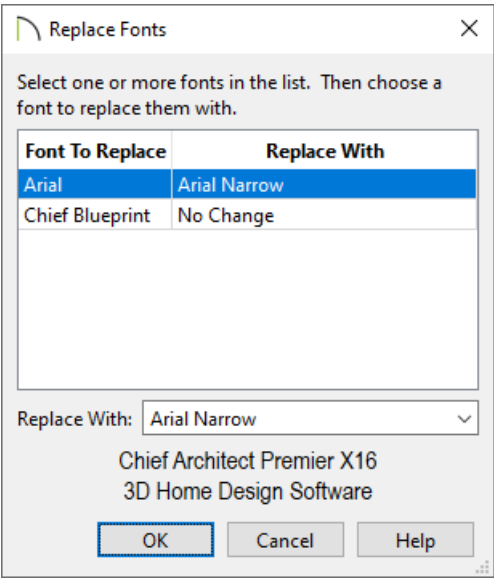 Replace Fonts
Select one or more fonts in the list. Then choose a
font to replace them with.
Font To Replace Replace With
Arial Arial Narrow
Chief Blueprint No Change
Replace With: Arial Narrow
Chief Architect Premier X16
3D Home Design Software
OK Cancel Help